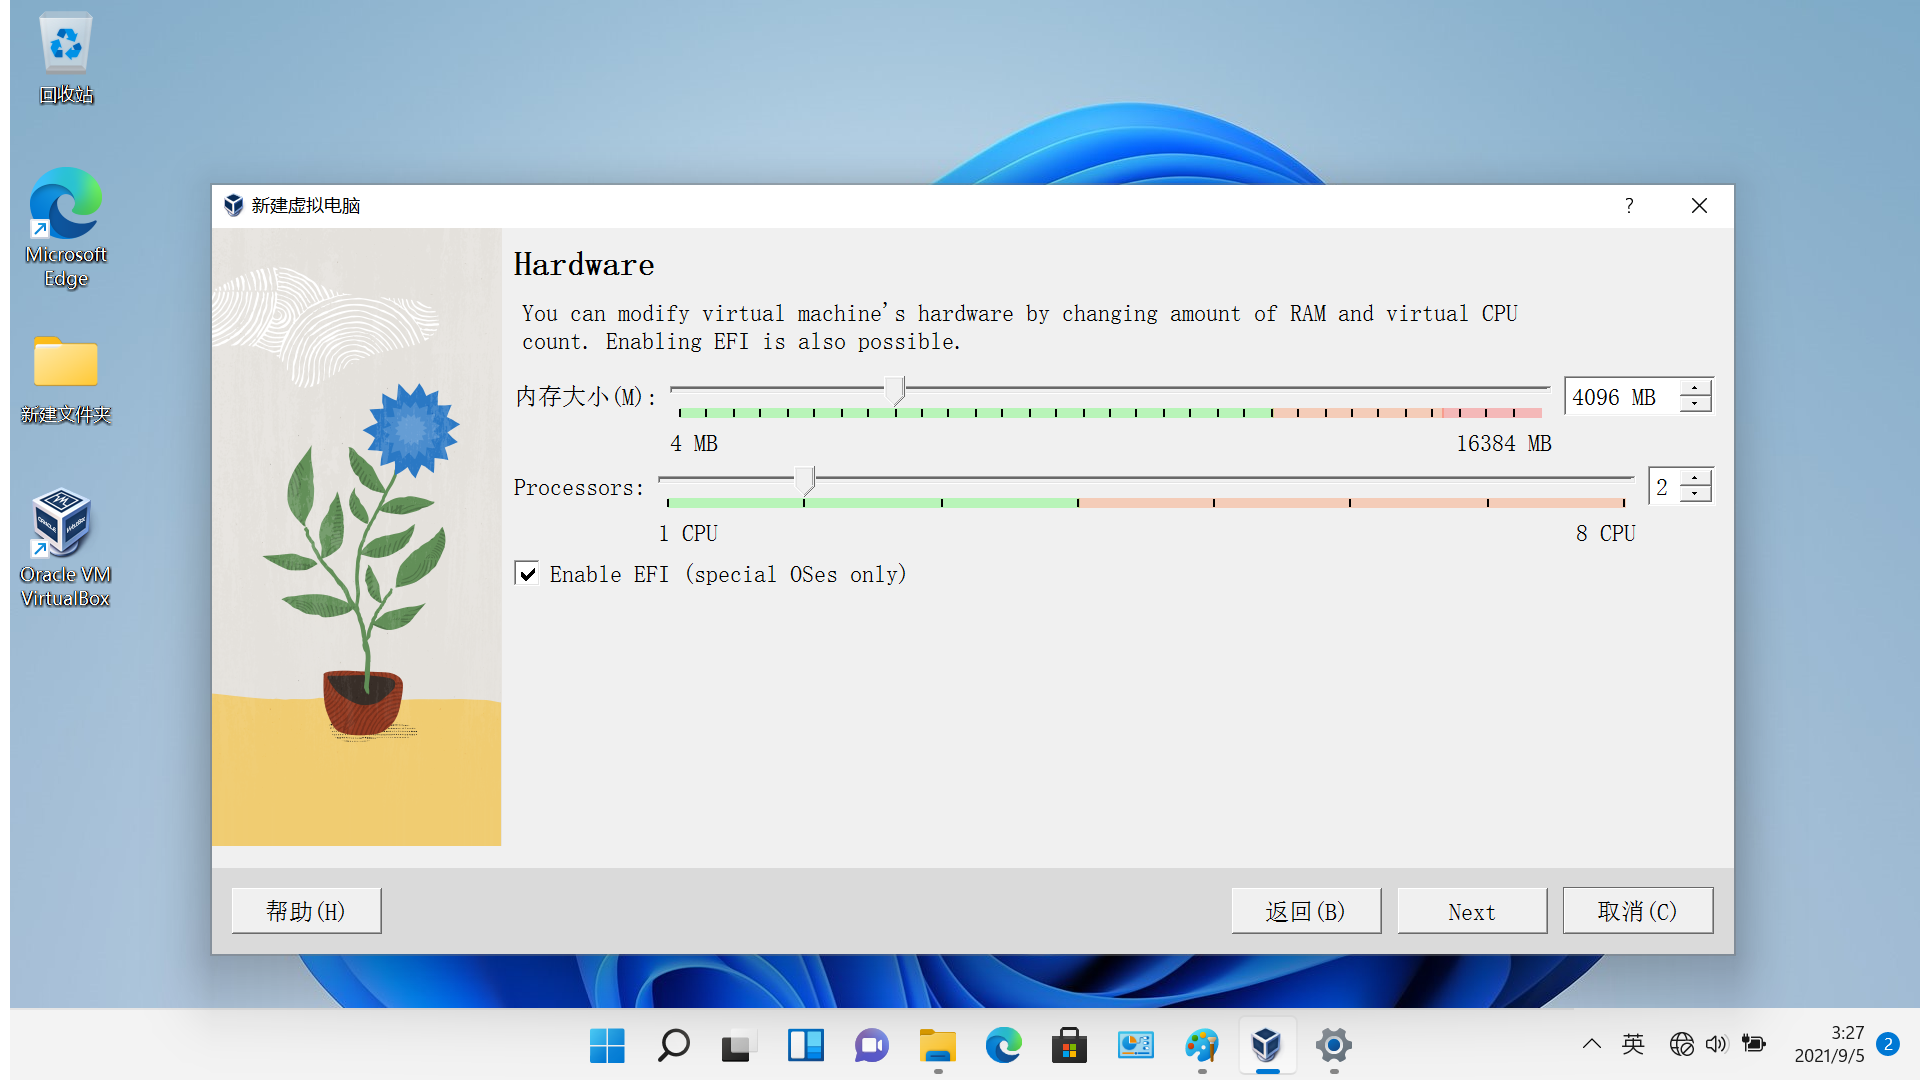 回收站
Microsoft
Edge
新建文件夹
Oracle VM
VirtualBox
新建虚拟电脑
?
Hardware
You can modify virtual machine's hardware by changing amount of RAM and virtual CPU
count. Enabling EFI is also possible.
内存大小(M):
4096 MB
4 MB
16384 MB
Processors:
2
1 CPU
8 CPU
Enable EFI (special OSes only)
帮助(H)
返回(B)
Next
取消(C)
英
3:27
2021/9/5
2